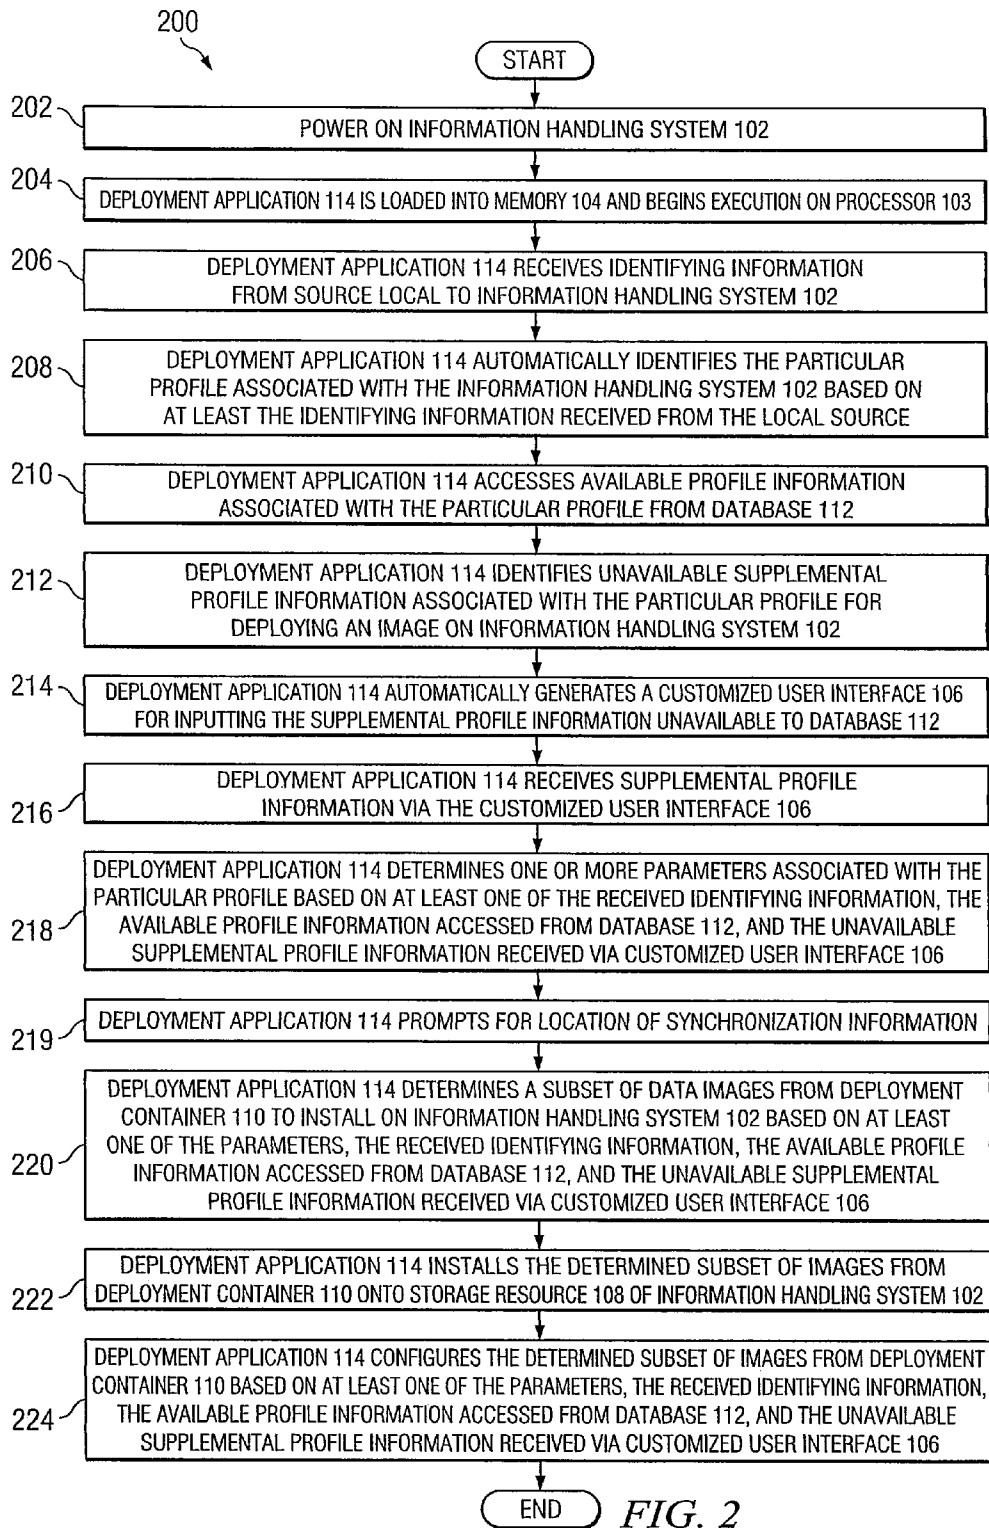 200
START
202
POWER ON INFORMATION HANDLING SYSTEM 102
204
DEPLOYMENT APPLICATION 114 IS LOADED INTO MEMORY 104 AND BEGINS EXECUTION ON PROCESSOR 103
206
DEPLOYMENT APPLICATION 114 RECEIVES IDENTIFYING INFORMATION
FROM SOURCE LOCAL TO INFORMATION HANDLING SYSTEM 102
208
DEPLOYMENT APPLICATION 114 AUTOMATICALLY IDENTIFIES THE PARTICULAR
PROFILE ASSOCIATED WITH THE INFORMATION HANDLING SYSTEM 102 BASED ON
AT LEAST THE IDENTIFYING INFORMATION RECEIVED FROM THE LOCAL SOURCE
210
DEPLOYMENT APPLICATION 114 ACCESSES AVAILABLE PROFILE INFORMATION
ASSOCIATED WITH THE PARTICULAR PROFILE FROM DATABASE 112
212
DEPLOYMENT APPLICATION 114 IDENTIFIES UNAVAILABLE SUPPLEMENTAL
PROFILE INFORMATION ASSOCIATED WITH THE PARTICULAR PROFILE FOR
DEPLOYING AN IMAGE ON INFORMATION HANDLING SYSTEM 102
214
DEPLOYMENT APPLICATION 114 AUTOMATICALLY GENERATES A CUSTOMIZED USER INTERFACE 106
FOR INPUTTING THE SUPPLEMENTAL PROFILE INFORMATION UNAVAILABLE TO DATABASE 112
216
DEPLOYMENT APPLICATION 114 RECEIVES SUPPLEMENTAL PROFILE
INFORMATION VIA THE CUSTOMIZED USER INTERFACE 106
218
DEPLOYMENT APPLICATION 114 DETERMINES ONE OR MORE PARAMETERS ASSOCIATED WITH THE
PARTICULAR PROFILE BASED ON AT LEAST ONE OF THE RECEIVED IDENTIFYING INFORMATION, THE
AVAILABLE PROFILE INFORMATION ACCESSED FROM DATABASE 112, AND THE UNAVAILABLE
SUPPLEMENTAL PROFILE INFORMATION RECEIVED VIA CUSTOMIZED USER INTERFACE 106
219
DEPLOYMENT APPLICATION 114 PROMPTS FOR LOCATION OF SYNCHRONIZATION INFORMATION
220
DEPLOYMENT APPLICATION 114 DETERMINES A SUBSET OF DATA IMAGES FROM DEPLOYMENT
CONTAINER 110 TO INSTALL ON INFORMATION HANDLING SYSTEM 102 BASED ON AT LEAST
ONE OF THE PARAMETERS, THE RECEIVED IDENTIFYING INFORMATION, THE AVAILABLE PROFILE
INFORMATION ACCESSED FROM DATABASE 112, AND THE UNAVAILABLE SUPPLEMENTAL
PROFILE INFORMATION RECEIVED VIA CUSTOMIZED USER INTERFACE 106
222
DEPLOYMENT APPLICATION 114 INSTALLS THE DETERMINED SUBSET OF IMAGES FROM
DEPLOYMENT CONTAINER 110 ONTO STORAGE RESOURCE 108 OF INFORMATION HANDLING SYSTEM 102
224
DEPLOYMENT APPLICATION 114 CONFIGURES THE DETERMINED SUBSET OF IMAGES FROM DEPLOYMENT
CONTAINER 110 BASED ON AT LEAST ONE OF THE PARAMETERS, THE RECEIVED IDENTIFYING INFORMATION,
THE AVAILABLE PROFILE INFORMATION ACCESSED FROM DATABASE 112, AND THE UNAVAILABLE
SUPPLEMENTAL PROFILE INFORMATION RECEIVED VIA CUSTOMIZED USER INTERFACE 106
END
FIG. 2